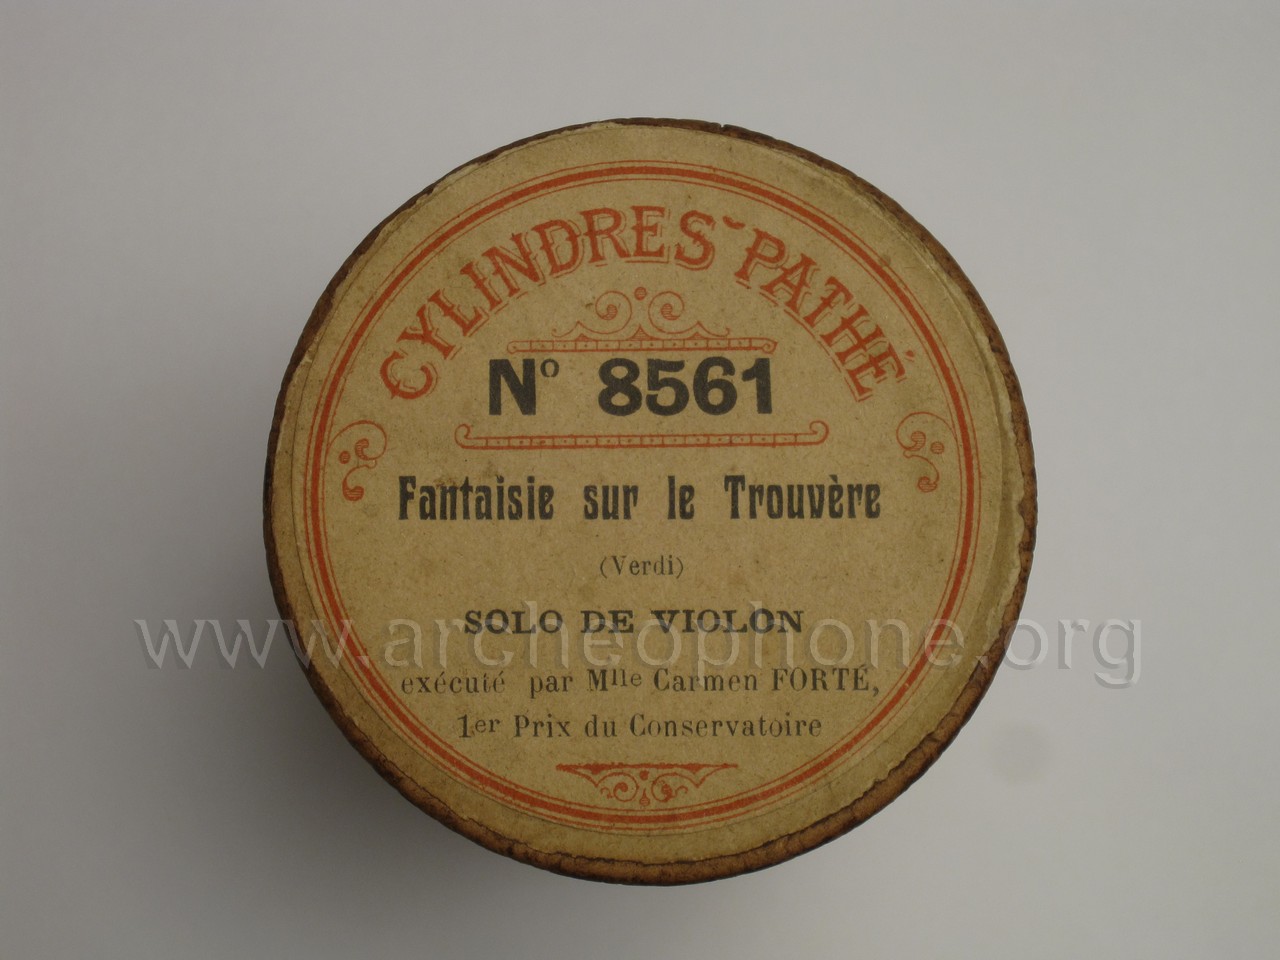 CYLINDRES PATHÉ
Nº 8561
Fantaisie sur le Trouvère
(Verdi)
SOLO DE VIOLON
www.archeophone.org
exécuté par Mlle Carmen FORTÉ,
1er Prix du Conservatoire